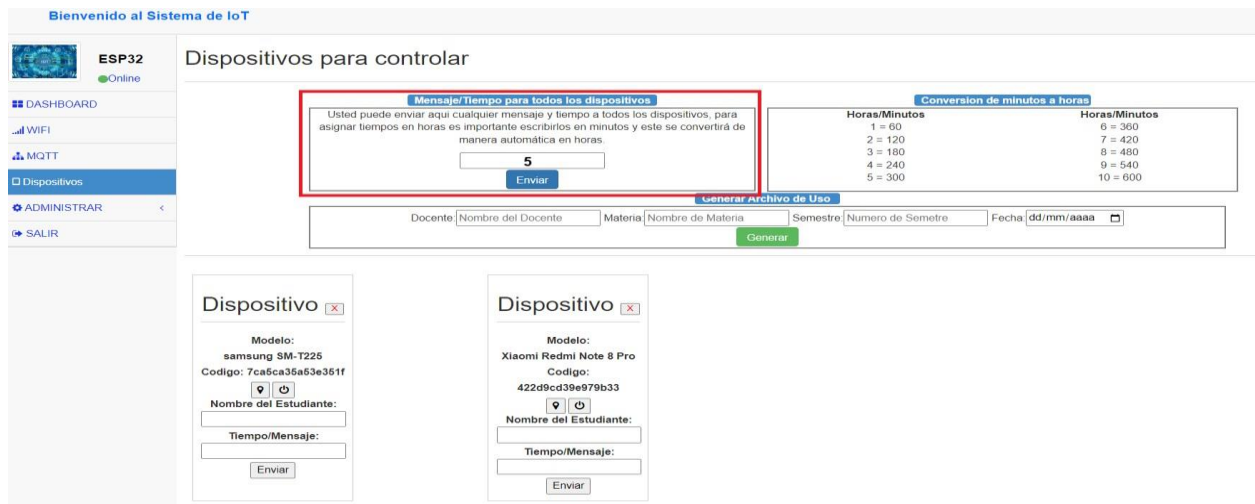 Bienvenido al Sistema de IoT
ESP32
Online
DASHBOARD
WIFI
MQTT
Dispositivos
ADMINISTRAR <
SALIR
Dispositivos para controlar
Mensaje/Tiempo para todos los dispositivos
Usted puede enviar aqui cualquier mensaje y tiempo a todos los dispositivos, para
asignar tiempos en horas es importante escribirlos en minutos y este se convertirá de
manera automática en horas.
5
Enviar
Conversion de minutos a horas
Horas/Minutos Horas/Minutos
1 = 60 6 = 360
2 = 120 7 = 420
3 = 180 8 = 480
4 = 240 9 = 540
5 = 300 10 = 600
Generar Archivo de Uso
Docente: Nombre del Docente Materia: Nombre de Materia Semestre: Numero de Semetre Fecha: dd/mm/aaaa
Generar
Dispositivo X
Modelo:
samsung SM-T225
Codigo: 7ca5ca35a53e351f
Nombre del Estudiante:
Tiempo/Mensaje:
Enviar
Dispositivo X
Modelo:
Xiaomi Redmi Note 8 Pro
Codigo:
422d9cd39e979b33
Nombre del Estudiante:
Tiempo/Mensaje:
Enviar